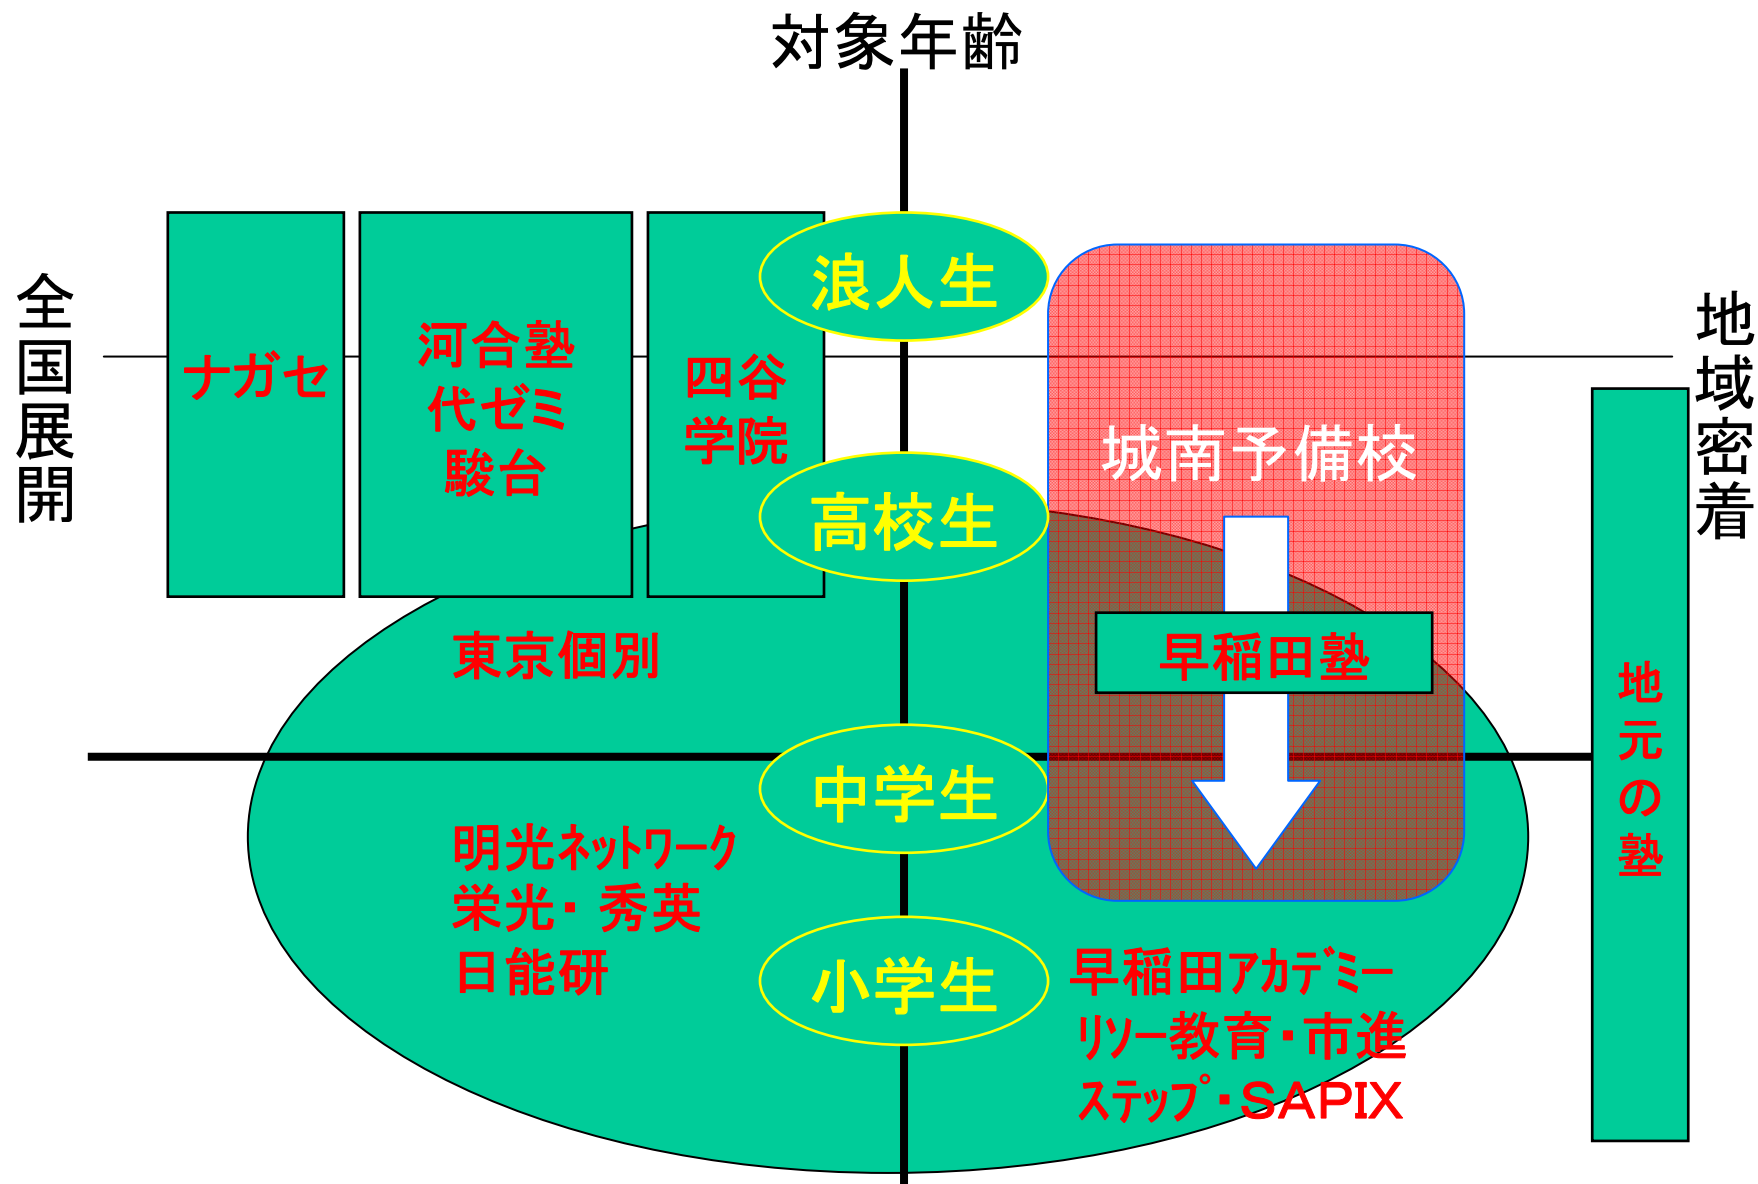 対象年齢
全国展開
地域密着
ナガセ
河合塾
代ゼミ
駿台
四谷
学院
浪人生
高校生
中学生
小学生
城南予備校
早稲田塾
東京個別
明光ﾈｯﾄﾜｰｸ
栄光・秀英
日能研
早稲田ｱｶﾃﾞﾐｰ
ﾘｿｰ教育・市進
ｽﾃｯﾌﾟ・SAPIX
地元の塾